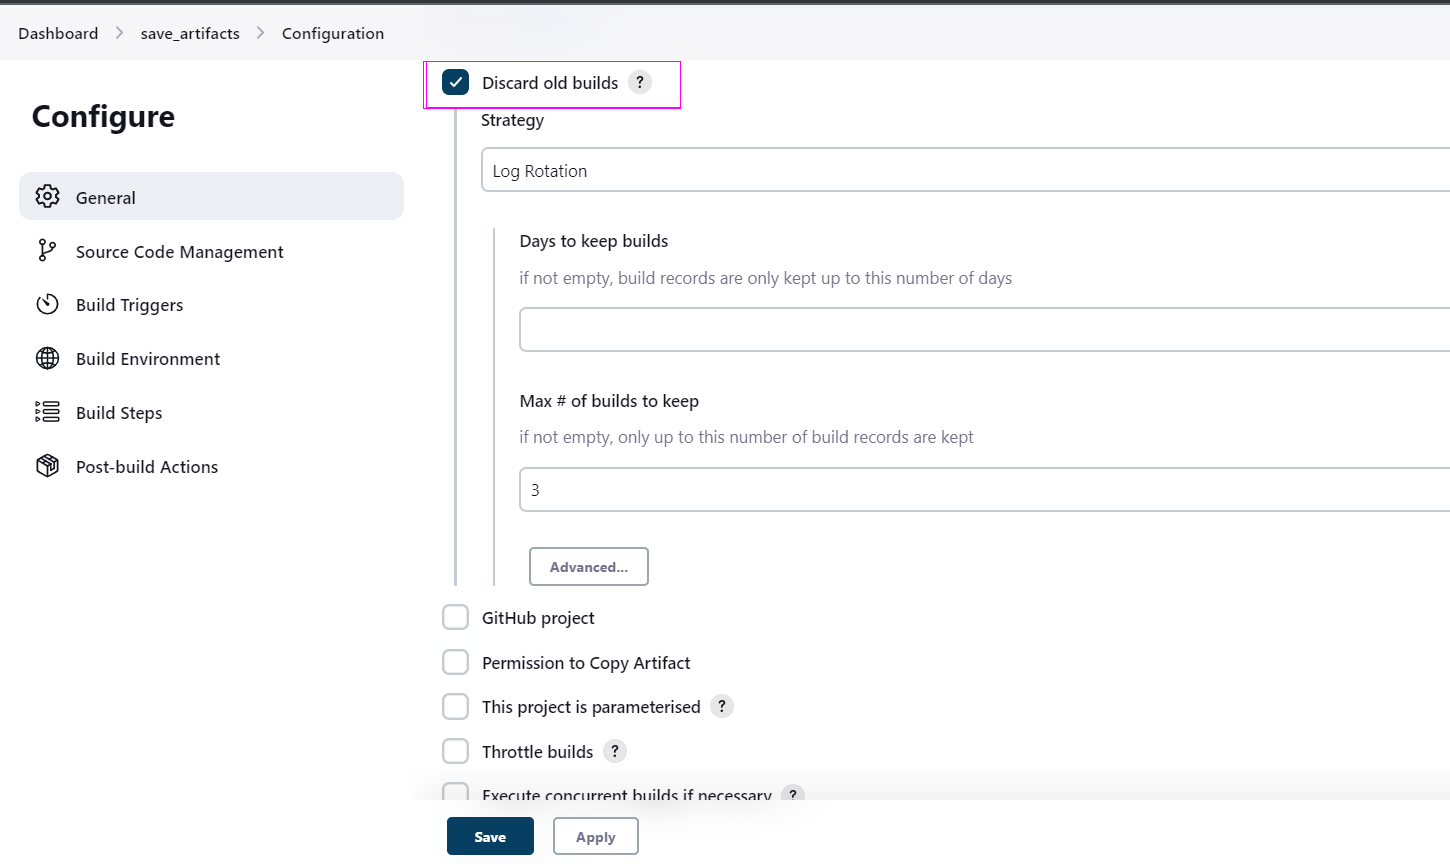 Dashboard > save_artifacts > Configuration
Configure
General
Source Code Management
Build Triggers
Build Environment
Build Steps
Post-build Actions
Discard old builds ?
Strategy
Log Rotation
Days to keep builds
if not empty, build records are only kept up to this number of days
Max # of builds to keep
if not empty, only up to this number of build records are kept
3
Advanced...
GitHub project
Permission to Copy Artifact
This project is parameterised ?
Throttle builds ?
Execute concurrent builds if necessary ?
Save Apply